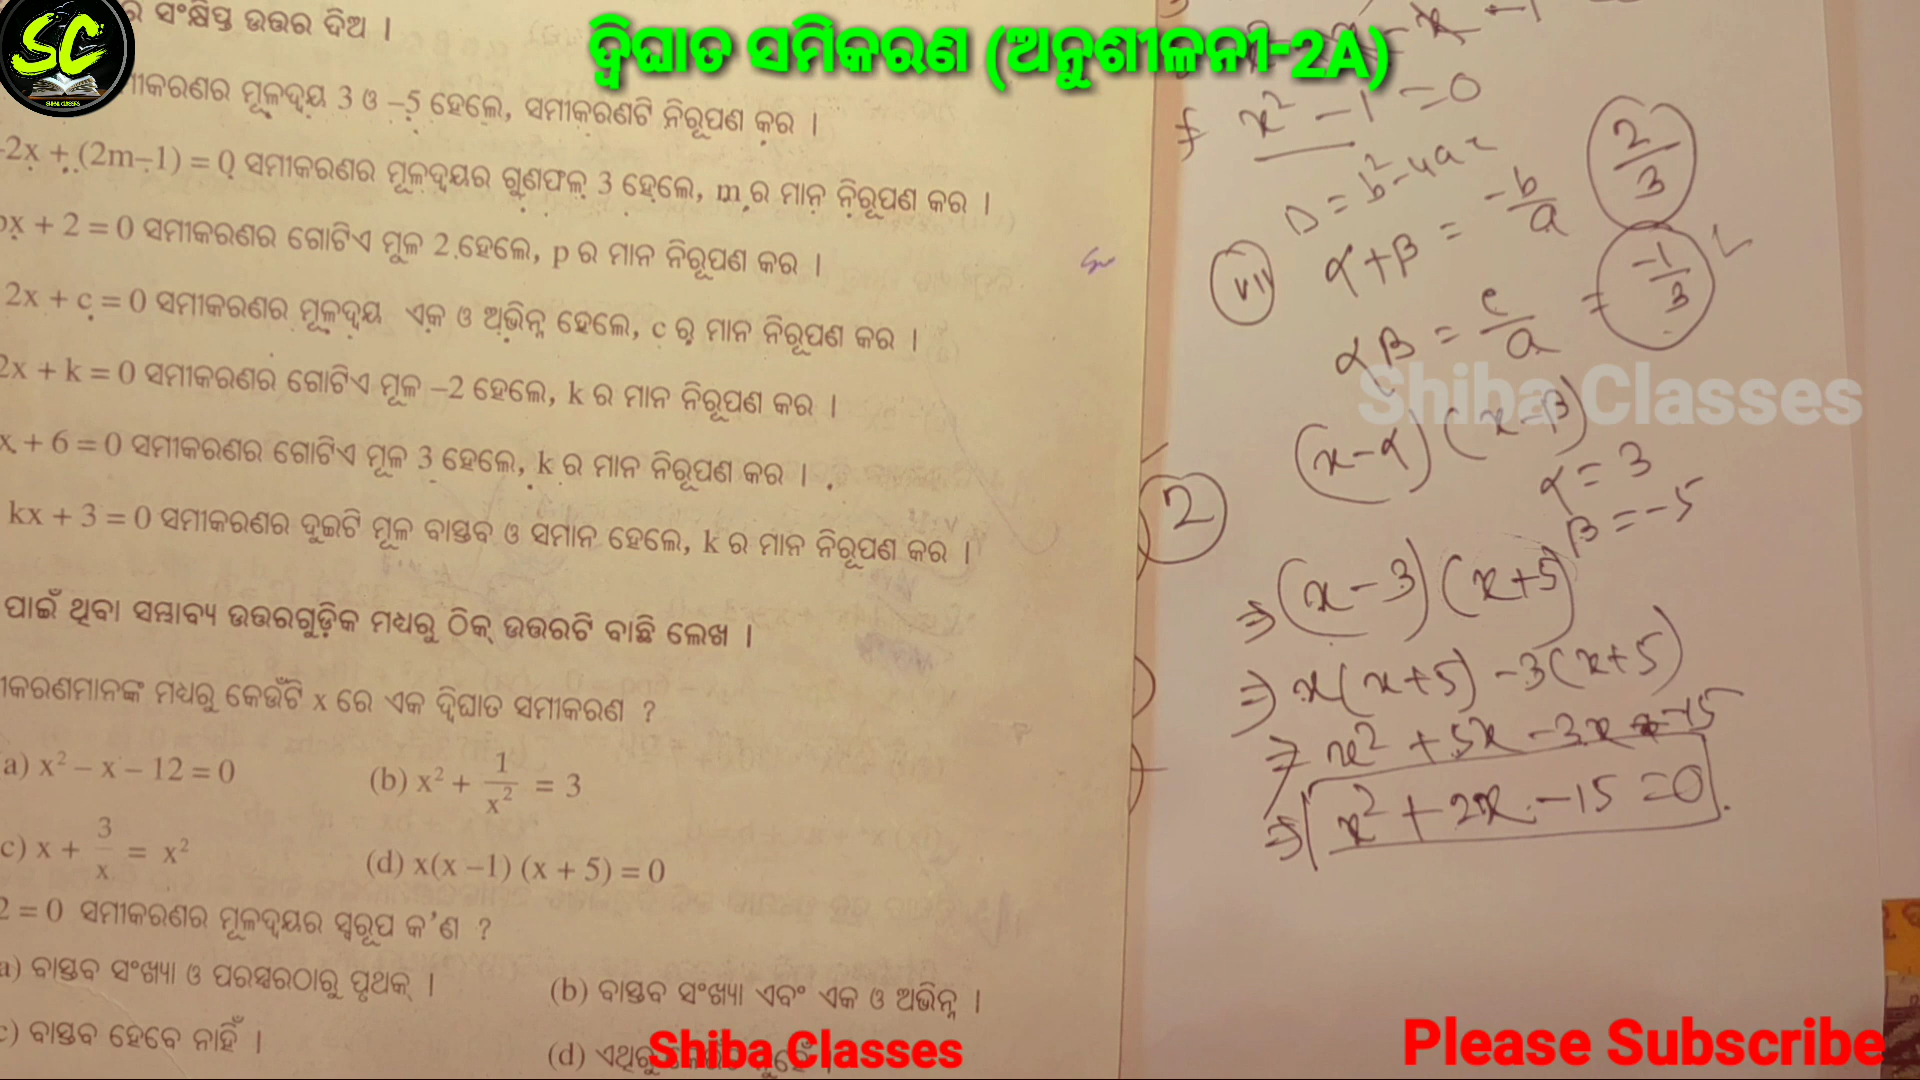 SC
SHIBA CLASSES
ଦ୍ୱିଘାତ ସମିକରଣ (ଅନୁଶୀଳନୀ-2A)
ର ସଂକ୍ଷିପ୍ତ ଉତ୍ତର ଦିଅ ।
ମୀକରଣର ମୂଳଦ୍ୱୟ 3 ଓ –5 ହେଲେ, ସମୀକରଣଟି ନିରୂପଣ କର ।
-2x + (2m–1) = 0 ସମୀକରଣର ମୂଳଦ୍ୱୟର ଗୁଣଫଳ 3 ହେଲେ, m ର ମାନ ନିରୂପଣ କର ।
px + 2 = 0 ସମୀକରଣର ଗୋଟିଏ ମୂଳ 2 ହେଲେ, p ର ମାନ ନିରୂପଣ କର ।
2x + c = 0 ସମୀକରଣର ମୂଳଦ୍ୱୟ ଏକ ଓ ଅଭିନ୍ନ ହେଲେ, c ର ମାନ ନିରୂପଣ କର ।
2x + k = 0 ସମୀକରଣର ଗୋଟିଏ ମୂଳ –2 ହେଲେ, k ର ମାନ ନିରୂପଣ କର ।
x + 6 = 0 ସମୀକରଣର ଗୋଟିଏ ମୂଳ 3 ହେଲେ, k ର ମାନ ନିରୂପଣ କର ।
kx + 3 = 0 ସମୀକରଣର ଦୁଇଟି ମୂଳ ବାସ୍ତବ ଓ ସମାନ ହେଲେ, k ର ମାନ ନିରୂପଣ କର ।
ପାଇଁ ଥିବା ସମ୍ଭାବ୍ୟ ଉତ୍ତରଗୁଡ଼ିକ ମଧ୍ୟରୁ ଠିକ୍ ଉତ୍ତରଟି ବାଛି ଲେଖ ।
ୀକରଣମାନଙ୍କ ମଧ୍ୟରୁ କେଉଁଟି x ରେ ଏକ ଦ୍ୱିଘାତ ସମୀକରଣ ?
a) x² – x – 12 = 0 (b) x² + 1/x² = 3
c) x + 3/x = x² (d) x(x –1) (x + 5) = 0
2 = 0 ସମୀକରଣର ମୂଳଦ୍ୱୟର ସ୍ୱରୂପ କ'ଣ ?
a) ବାସ୍ତବ ସଂଖ୍ୟା ଓ ପରସ୍ପରଠାରୁ ପୃଥକ୍ । (b) ବାସ୍ତବ ସଂଖ୍ୟା ଏବଂ ଏକ ଓ ଅଭିନ୍ନ ।
c) ବାସ୍ତବ ହେବେ ନାହିଁ । (d) ଏଥିରୁ
x² – 1 = 0
D = b² – 4ac
2/3
VII α + β = –b/a
αβ = c/a = –1/3
(x–α) (x–β)
2
α = 3
β = –5
⇒ (x – 3) (x+5)
⇒ x(x+5) –3(x+5)
⇒ x² + 5x – 3x –15
⇒ x² + 2x – 15 = 0
Shiba Classes
Shiba Classes
Please Subscribe